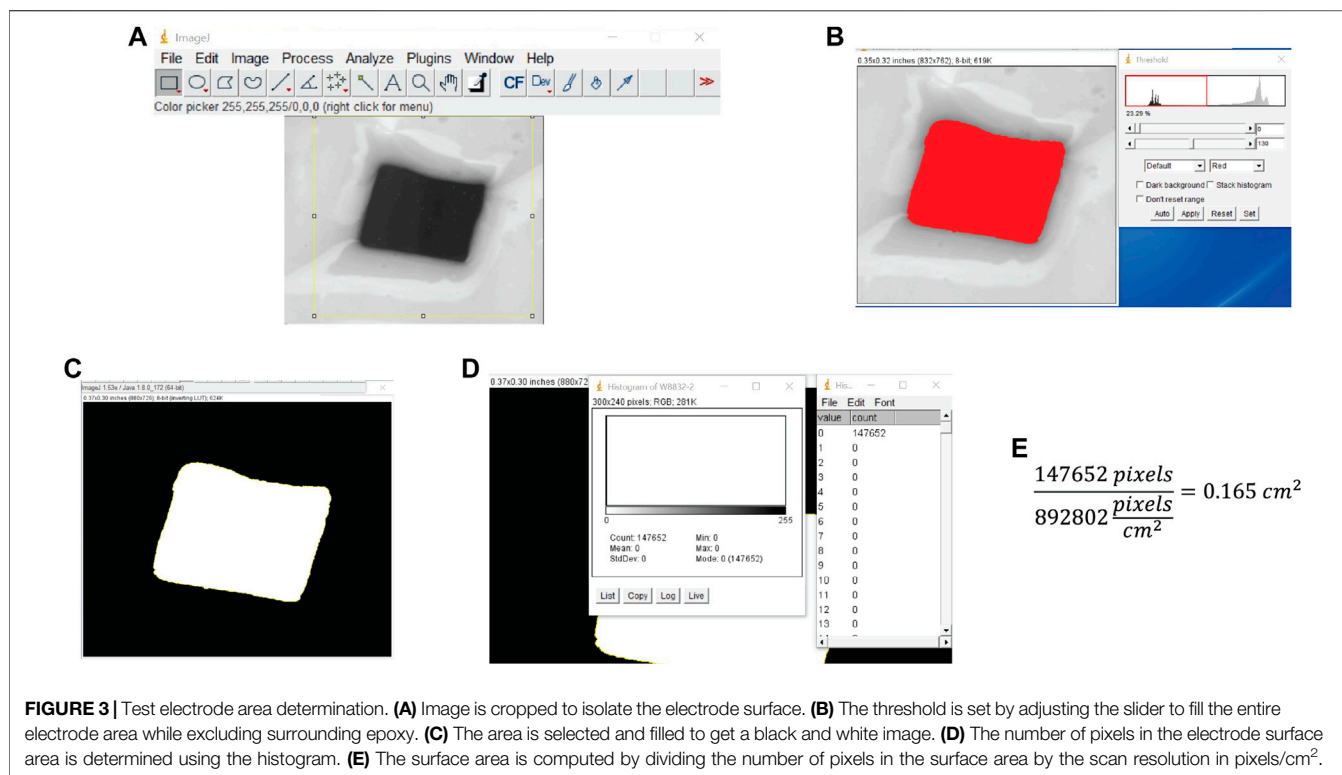 A
ImageJ
File Edit Image Process Analyze Plugins Window Help
A CF Dev >>
Color picker 255,255,255/0,0,0 (right click for menu)
B
0.35x0.32 inches (832x762); 8-bit; 619K
Threshold
23.29 %
0
130
Default Red
Dark background Stack histogram
Don't reset range
Auto Apply Reset Set
C
ImageJ 1.53e / Java 1.8.0_172 (64-bit)
0.37x0.30 inches (880x726); 8-bit (inverting LUT); 624K
D
0.37x0.30 inches (880x72
Histogram of W8832-2
300x240 pixels; RGB; 281K
0 255
Count: 147652 Min: 0
Mean: 0 Max: 0
StdDev: 0 Mode: 0 (147652)
List Copy Log Live
His...
File Edit Font
value count
0 147652
1 0
2 0
3 0
4 0
5 0
6 0
7 0
8 0
9 0
10 0
11 0
12 0
13 0
E
147652 pixels
892802 pixels/cm² = 0.165 cm²
FIGURE 3 | Test electrode area determination. (A) Image is cropped to isolate the electrode surface. (B) The threshold is set by adjusting the slider to fill the entire
electrode area while excluding surrounding epoxy. (C) The area is selected and filled to get a black and white image. (D) The number of pixels in the electrode surface
area is determined using the histogram. (E) The surface area is computed by dividing the number of pixels in the surface area by the scan resolution in pixels/cm².